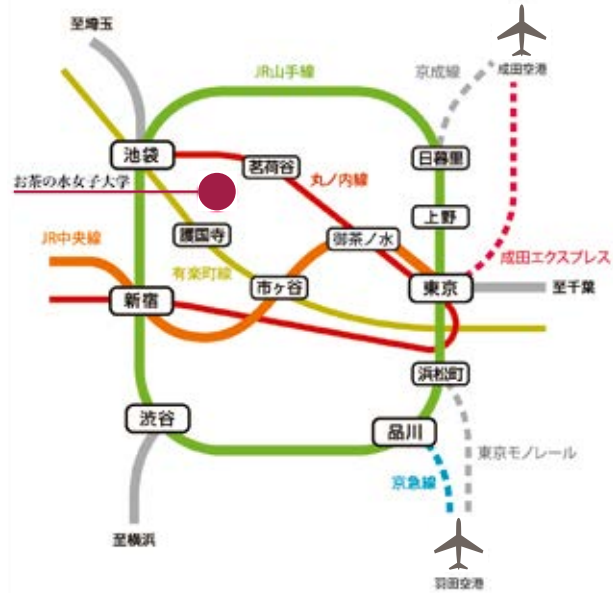 至埼玉
JR山手線
京成線
成田空港
池袋
茗荷谷
日暮里
お茶の水女子大学
丸ノ内線
上野
護国寺
御茶ノ水
JR中央線
成田エクスプレス
有楽町線
市ヶ谷
新宿
東京
至千葉
浜松町
渋谷
品川
東京モノレール
京急線
至横浜
羽田空港